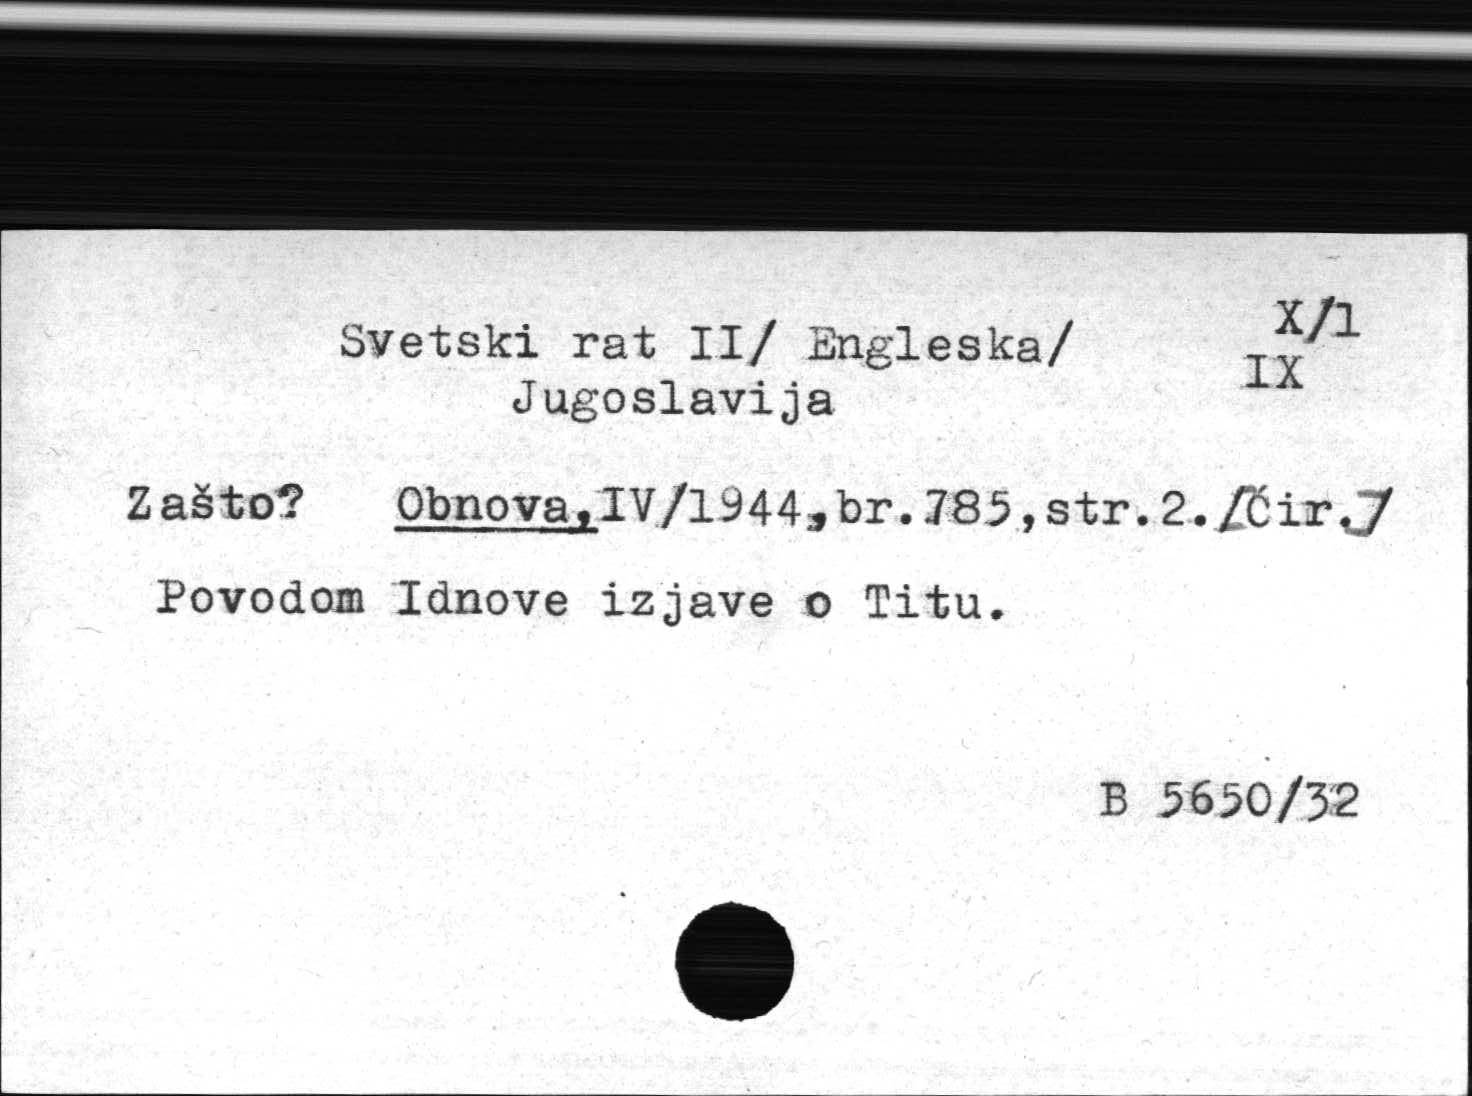 Svetski rat II/ Engleska/ X/1
Jugoslavija IX
Zašto? Obnova,IV/1944,br.785,str.2./Ćir./
Povodom Idnove izjave o Titu.
B 5650/32